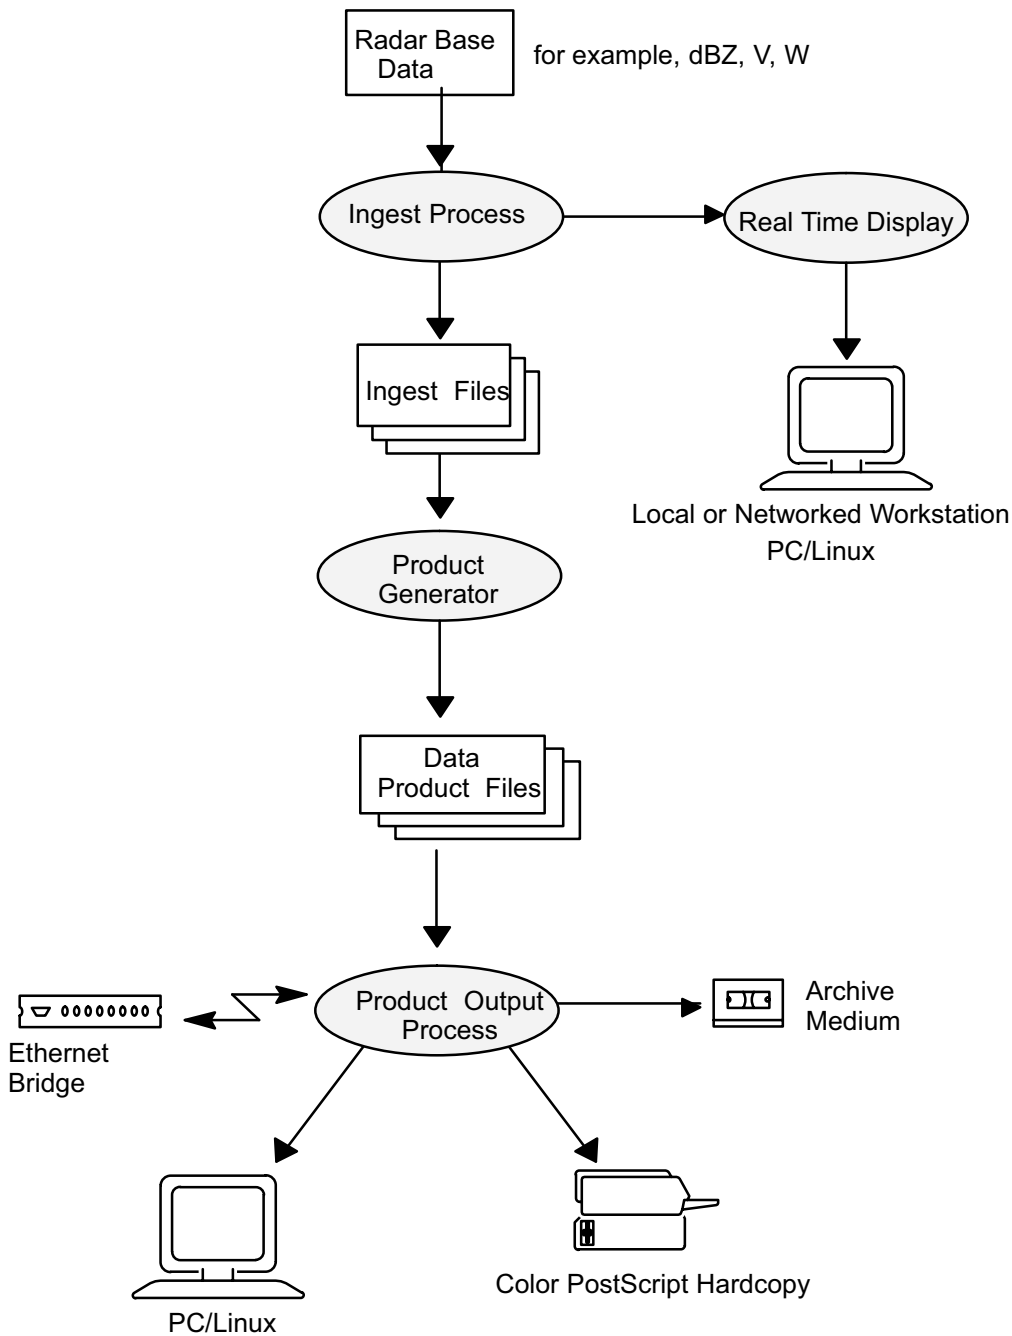 Radar Base
Data
for example, dBZ, V, W
Ingest Process
Real Time Display
Ingest Files
Local or Networked Workstation
PC/Linux
Product
Generator
Data
Product Files
Product Output
Process
Archive
Medium
Ethernet
Bridge
Color PostScript Hardcopy
PC/Linux